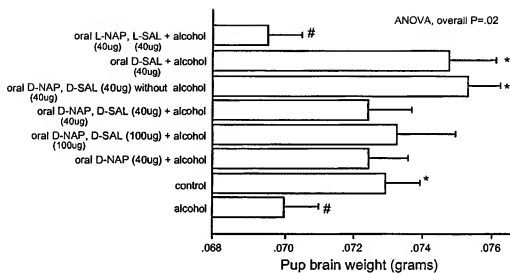 ANOVA, overall P=.02
oral L-NAP, L-SAL + alcohol #
(40ug) (40ug)
oral D-SAL + alcohol *
(40ug)
oral D-NAP, D-SAL (40ug) without alcohol *
(40ug)
oral D-NAP, D-SAL (40ug) + alcohol
(40ug)
oral D-NAP, D-SAL (100ug) + alcohol
(100ug)
oral D-NAP (40ug) + alcohol
control *
alcohol #
.068 .070 .072 .074 .076
Pup brain weight (grams)